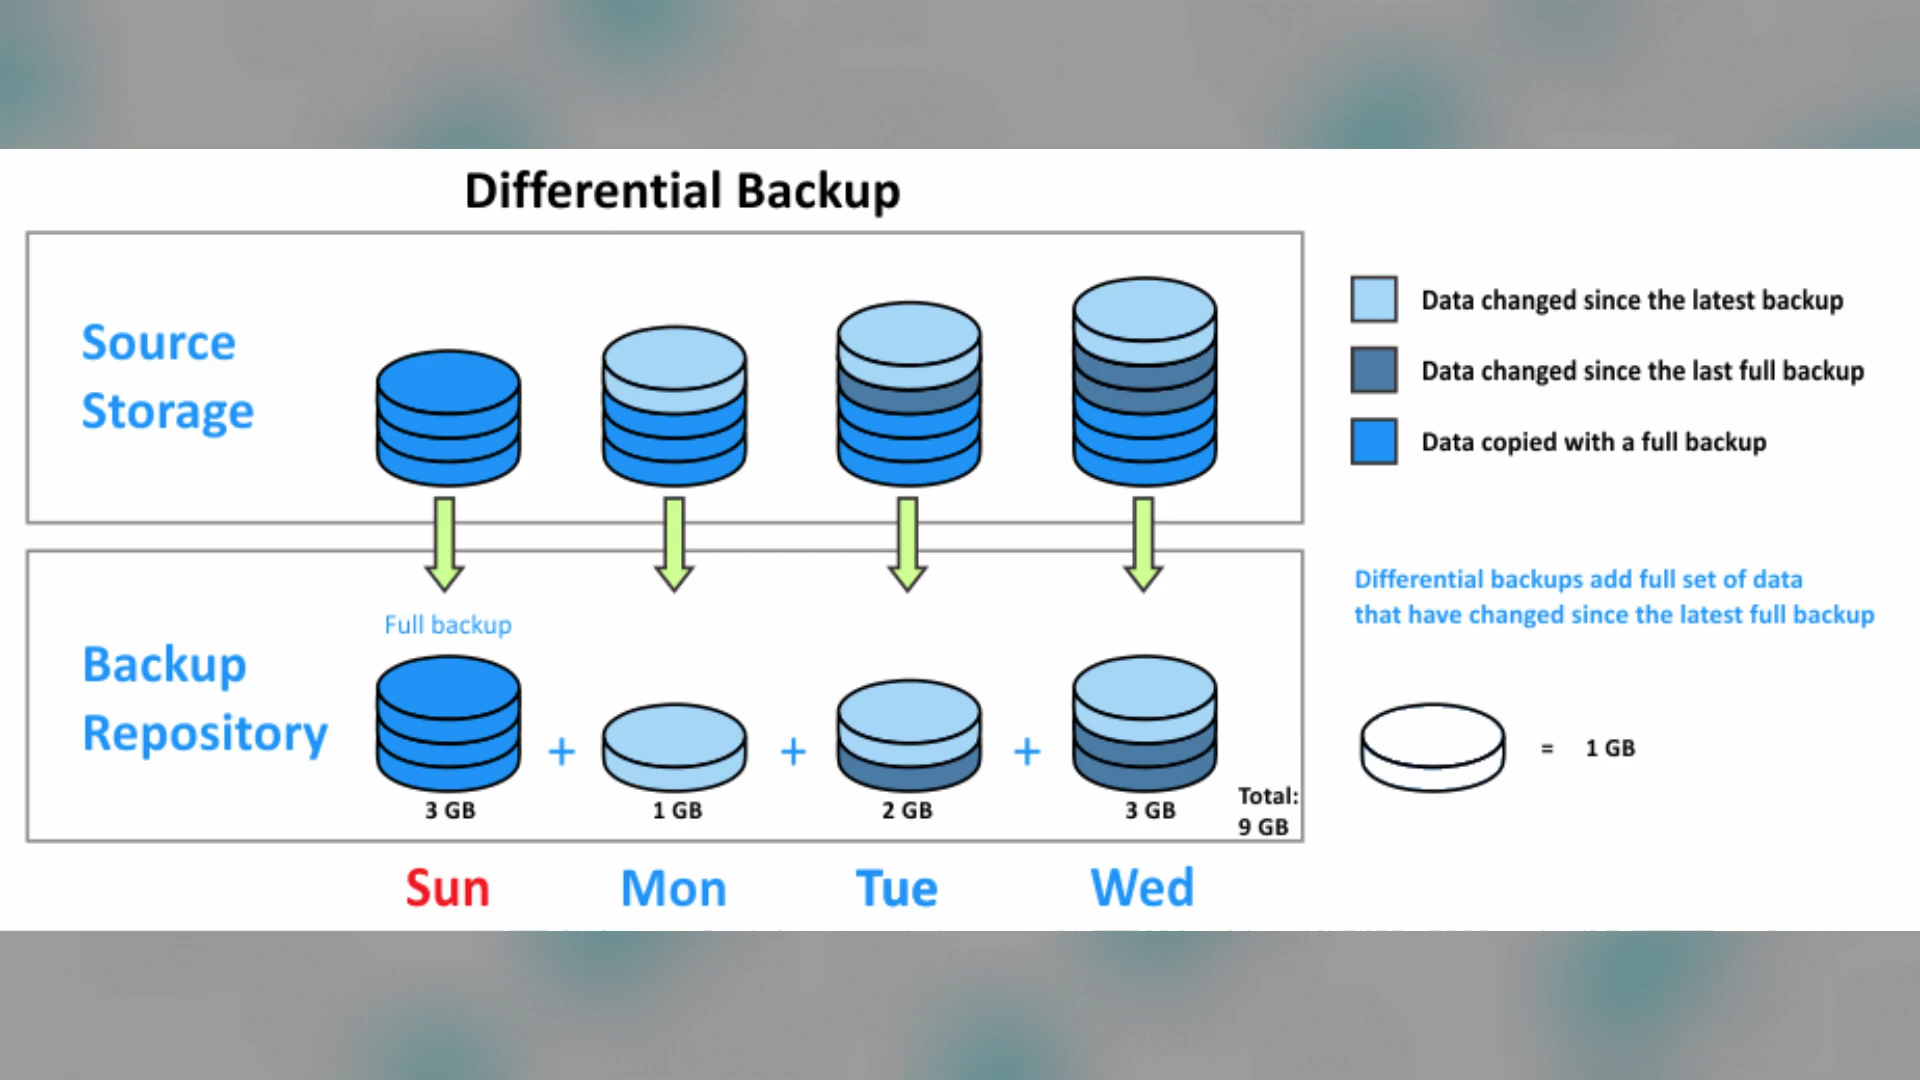 Differential Backup
Source
Storage
Data changed since the latest backup
Data changed since the last full backup
Data copied with a full backup
Full backup
Backup
Repository
+
+
+
3 GB
1 GB
2 GB
3 GB
Total:
9 GB
Differential backups add full set of data
that have changed since the latest full backup
= 1 GB
Sun
Mon
Tue
Wed